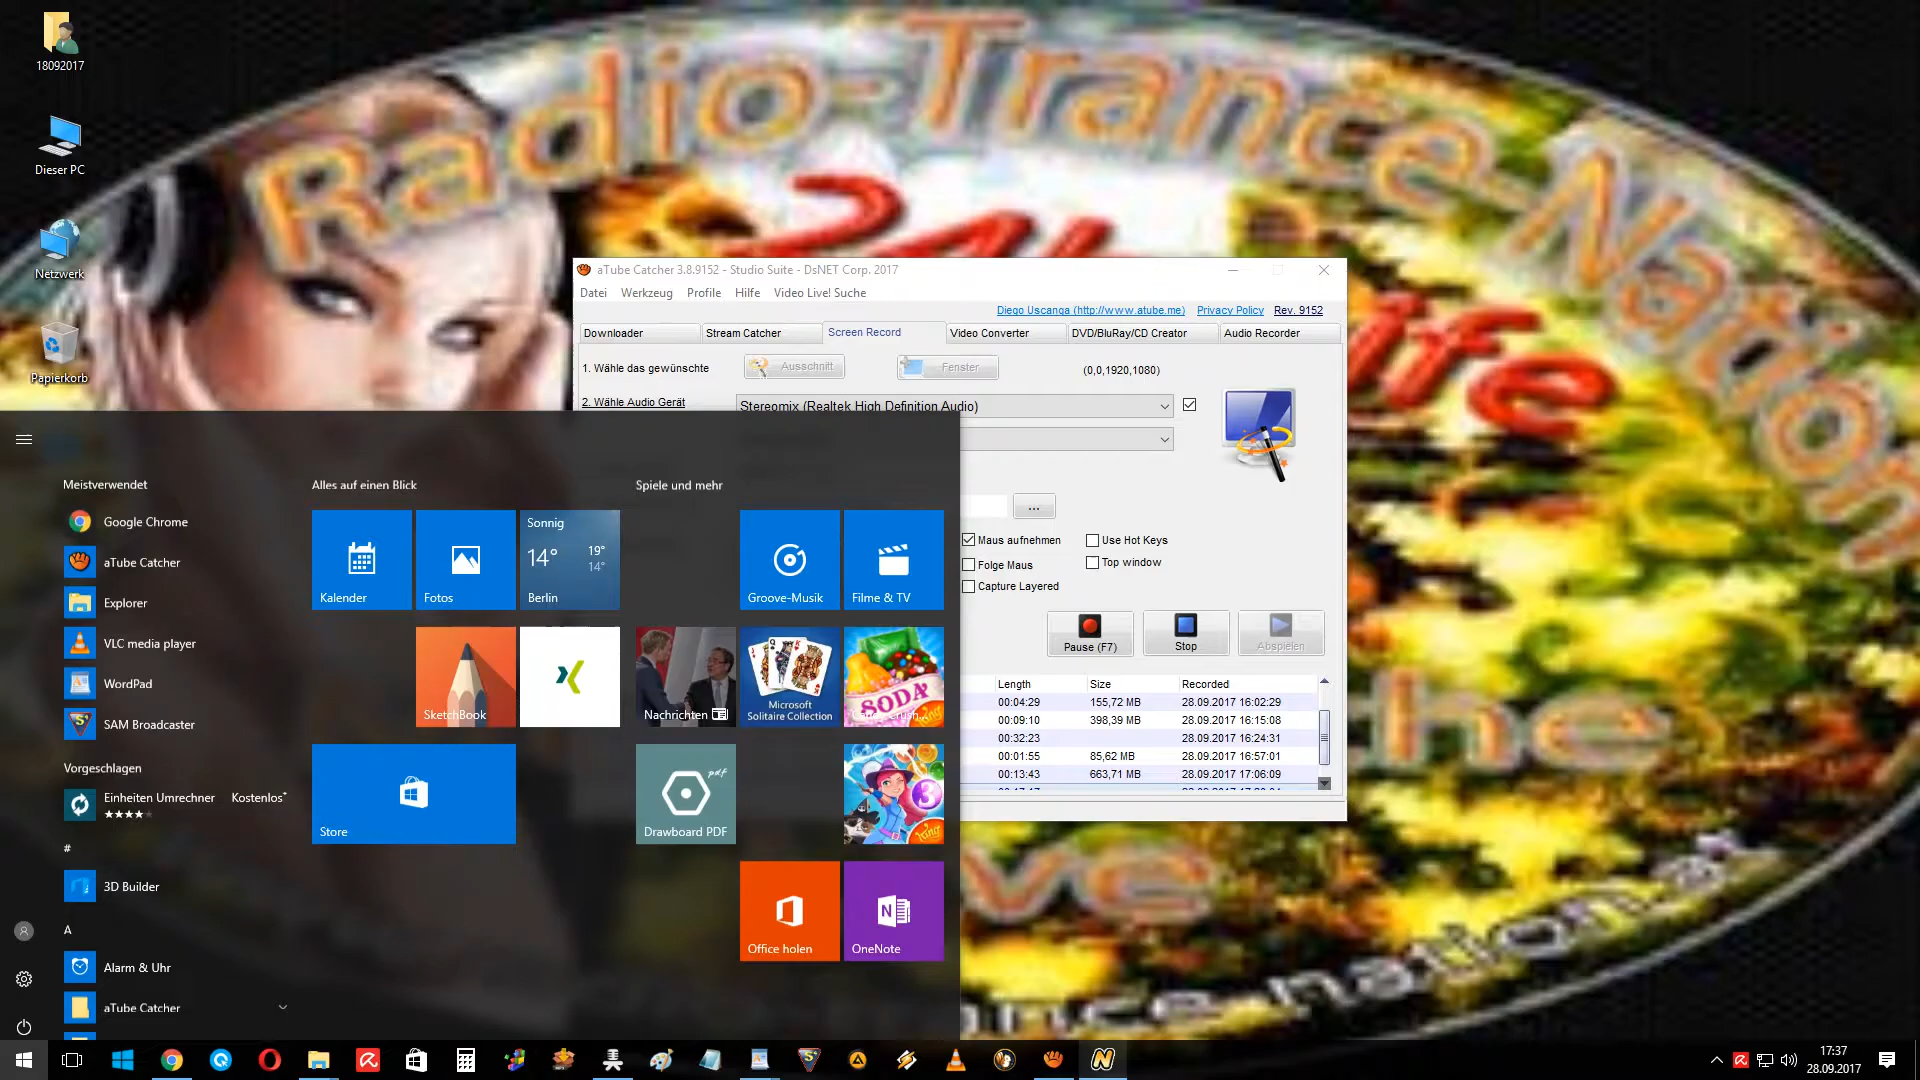 18092017
Dieser PC
Netzwerk
Papierkorb
Radio-Trance-Nation
24h
Life
aTube Catcher 3.8.9152 - Studio Suite - DsNET Corp. 2017
Datei Werkzeug Profile Hilfe Video Live! Suche
Diego Uscanga (http://www.atube.me) Privacy Policy Rev. 9152
Downloader Stream Catcher Screen Record Video Converter DVD/BluRay/CD Creator Audio Recorder
1. Wähle das gewünschte Ausschnitt Fenster (0,0,1920,1080)
2. Wähle Audio Gerät Stereomix (Realtek High Definition Audio)
...
Maus aufnehmen Use Hot Keys
Folge Maus Top window
Capture Layered
Pause (F7) Stop Abspielen
Length Size Recorded
00:04:29 155,72 MB 28.09.2017 16:02:29
00:09:10 398,39 MB 28.09.2017 16:15:08
00:32:23 28.09.2017 16:24:31
00:01:55 85,62 MB 28.09.2017 16:57:01
00:13:43 663,71 MB 28.09.2017 17:06:09
Meistverwendet
Google Chrome
aTube Catcher
Explorer
VLC media player
WordPad
SAM Broadcaster
Vorgeschlagen
Einheiten Umrechner Kostenlos*
#
3D Builder
A
Alarm & Uhr
aTube Catcher
Alles auf einen Blick
Kalender
Fotos
Sonnig
14° 19°
14°
Berlin
SketchBook
Store
Spiele und mehr
Groove-Musik
Filme & TV
Nachrichten
Microsoft
Solitaire Collection
SODA
King
pdf
Drawboard PDF
3
King
Office holen
N
OneNote
17:37
28.09.2017